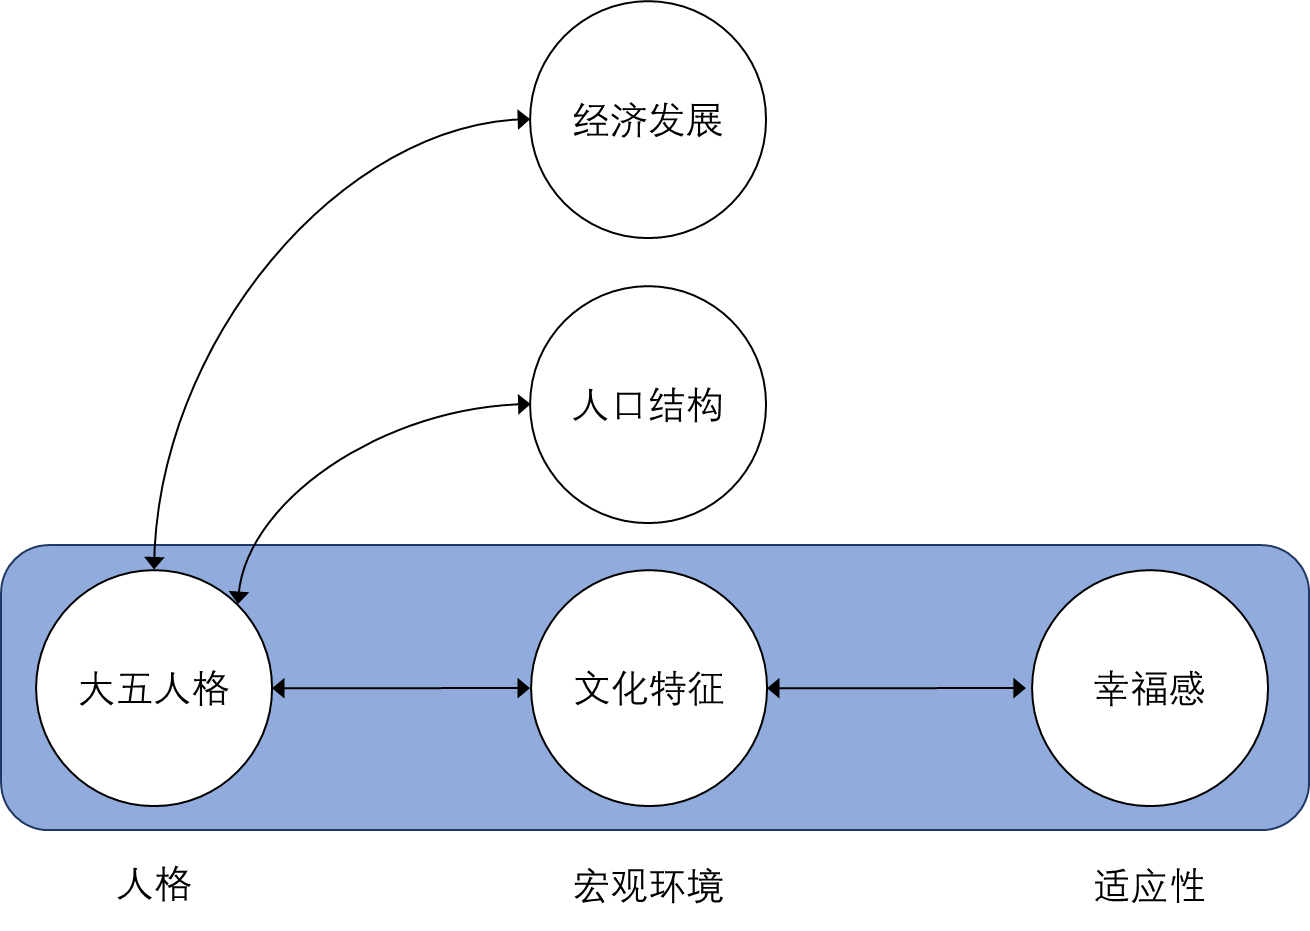 经济发展
人口结构
大五人格
文化特征
幸福感
人格
宏观环境
适应性